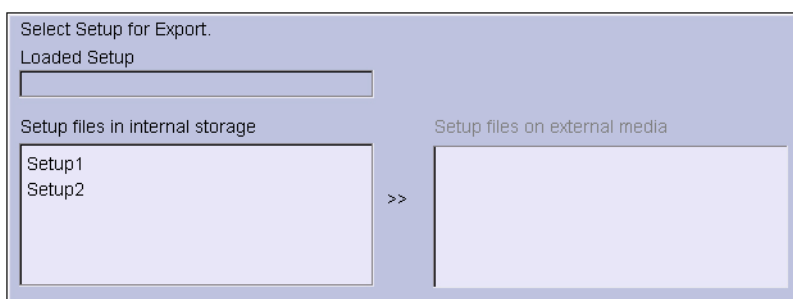 Select Setup for Export.
Loaded Setup
Setup files in internal storage
Setup files on external media
Setup1
Setup2
>>